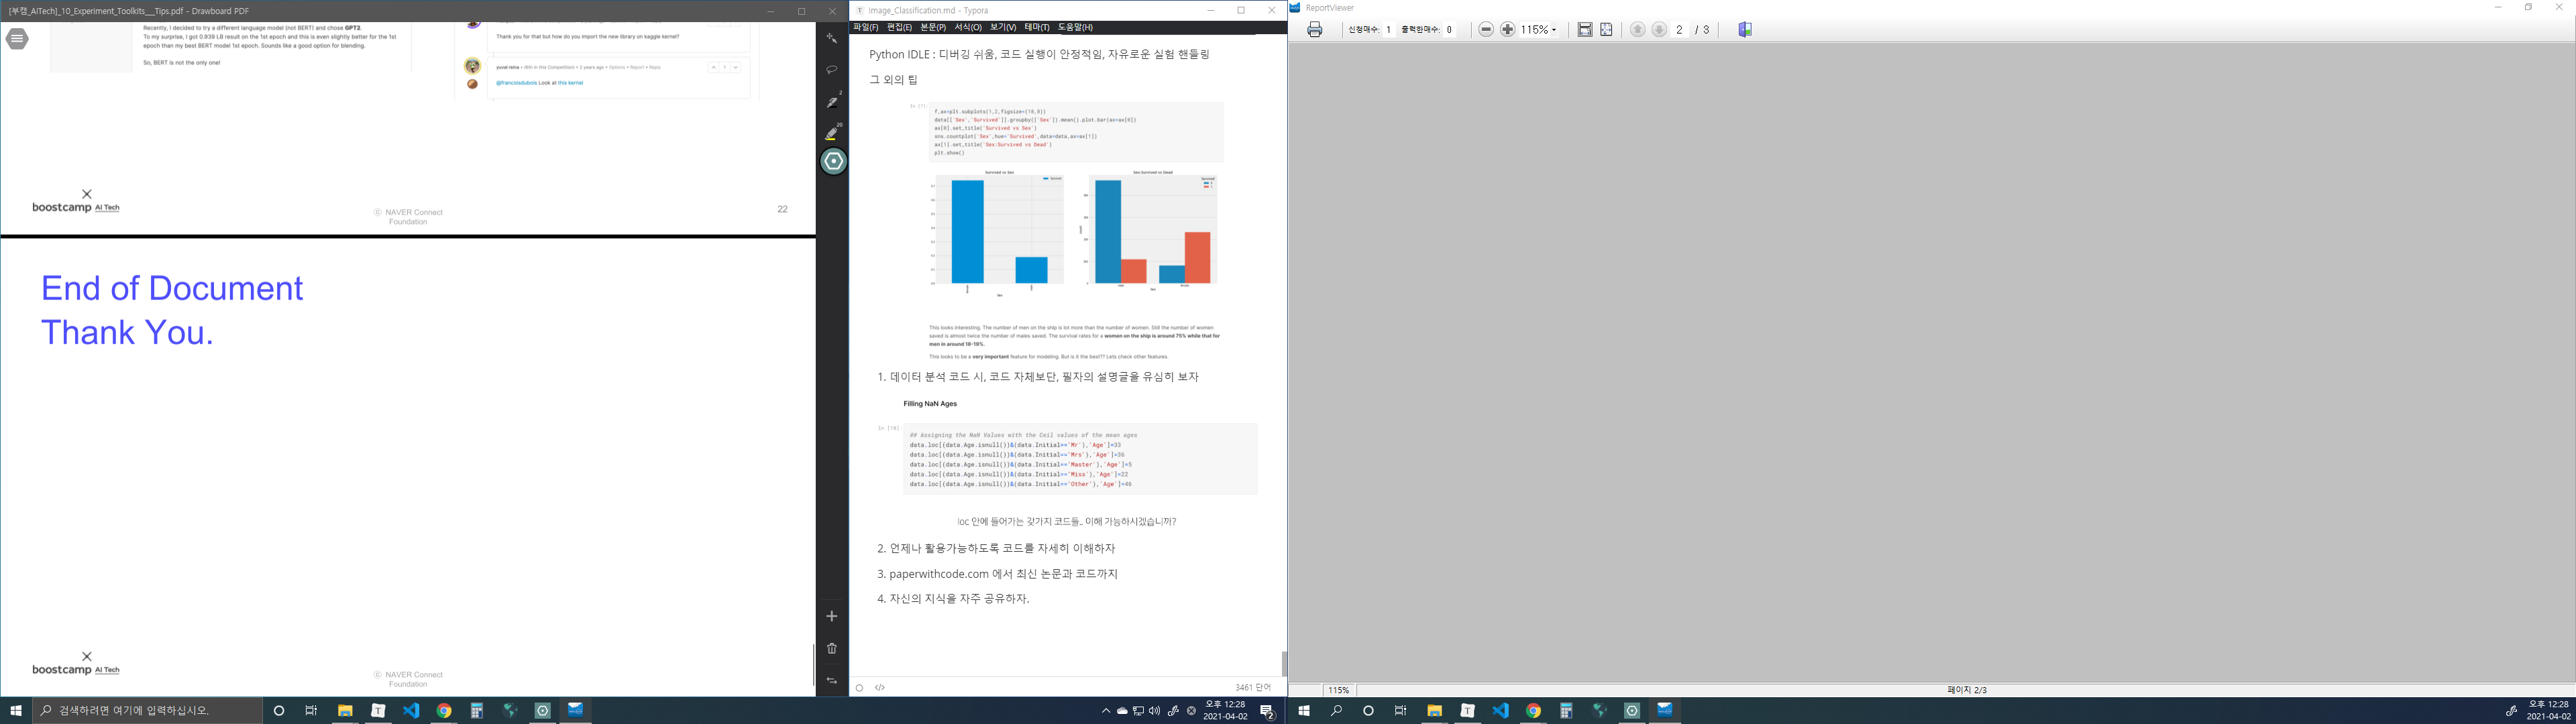 [부캠_AITech]_10_Experiment_Toolkits___Tips.pdf - Drawboard PDF
Recently, I decided to try a different language model (not BERT) and chose GPT2.
To my surprise, I got 0.839 LB result on the 1st epoch and this is even slightly better for the 1st
epoch than my best BERT model 1st epoch. Sounds like a good option for blending.
So, BERT is not the only one!
Thank you for that but how do you import the new library on kaggle kernel?
yuval reina • (6th in this Competition) • 2 years ago • Options • Report • Reply
1
@francoisdubois Look at this kernel
2
20
boostcamp AI Tech
ⓒ NAVER Connect
Foundation
22
End of Document
Thank You.
boostcamp AI Tech
ⓒ NAVER Connect
Foundation
Image_Classification.md - Typora
파일(F) 편집(E) 본문(P) 서식(O) 보기(V) 테마(T) 도움말(H)
Python IDLE : 디버깅 쉬움, 코드 실행이 안정적임, 자유로운 실험 핸들링
그 외의 팁
In [7]:
f,ax=plt.subplots(1,2,figsize=(18,8))
data[['Sex','Survived']].groupby(['Sex']).mean().plot.bar(ax=ax[0])
ax[0].set_title('Survived vs Sex')
sns.countplot('Sex',hue='Survived',data=data,ax=ax[1])
ax[1].set_title('Sex:Survived vs Dead')
plt.show()
Survived vs Sex
Survived
Sex
Sex:Survived vs Dead
Survived
count
Sex
This looks interesting. The number of men on the ship is lot more than the number of women. Still the number of women
saved is almost twice the number of males saved. The survival rates for a women on the ship is around 75% while that for
men in around 18-19%.
This looks to be a very important feature for modeling. But is it the best?? Lets check other features.
1. 데이터 분석 코드 시, 코드 자체보단, 필자의 설명글을 유심히 보자
Filling NaN Ages
In [10]:
## Assigning the NaN Values with the Ceil values of the mean ages
data.loc[(data.Age.isnull())&(data.Initial=='Mr'),'Age']=33
data.loc[(data.Age.isnull())&(data.Initial=='Mrs'),'Age']=36
data.loc[(data.Age.isnull())&(data.Initial=='Master'),'Age']=5
data.loc[(data.Age.isnull())&(data.Initial=='Miss'),'Age']=22
data.loc[(data.Age.isnull())&(data.Initial=='Other'),'Age']=46
loc 안에 들어가는 갖가지 코드들.. 이해 가능하시겠습니까?
2. 언제나 활용가능하도록 코드를 자세히 이해하자
3. paperwithcode.com 에서 최신 논문과 코드까지
4. 자신의 지식을 자주 공유하자.
</> 3461 단어
ReportViewer
신청매수: 1 출력한매수: 0 115% 2 / 3
115% 페이지 2/3
검색하려면 여기에 입력하십시오.
오후 12:28
2021-04-02
2
오후 12:28
2021-04-02